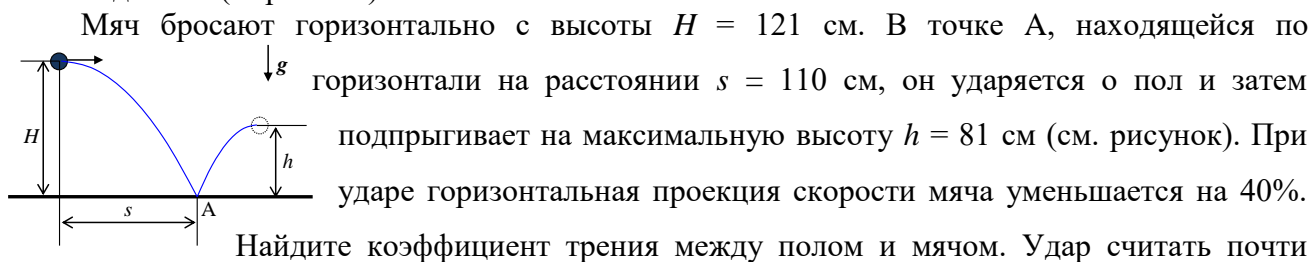 Мяч бросают горизонтально с высоты H = 121 см. В точке А, находящейся по
g
горизонтали на расстоянии s = 110 см, он ударяется о пол и затем
H
подпрыгивает на максимальную высоту h = 81 см (см. рисунок). При
h
ударе горизонтальная проекция скорости мяча уменьшается на 40%.
s
А
Найдите коэффициент трения между полом и мячом. Удар считать почти